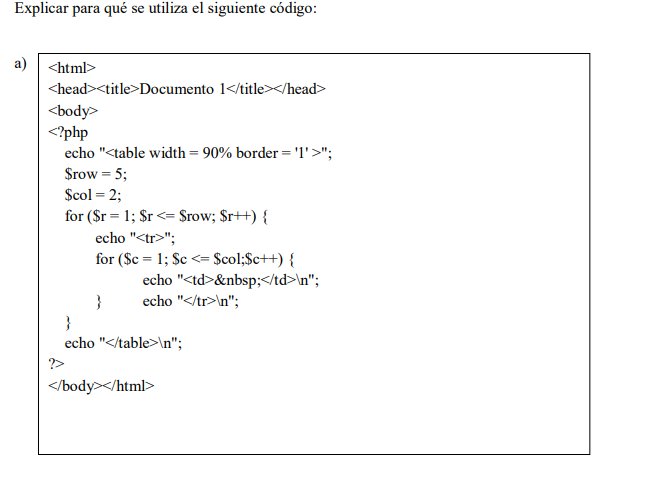 Explicar para qué se utiliza el siguiente código:
a)
<html>
<head><title>Documento 1</title></head>
<body>
<?php
echo "<table width = 90% border = '1' >";
$row = 5;
$col = 2;
for ($r = 1; $r <= $row; $r++) {
echo "<tr>";
for ($c = 1; $c <= $col;$c++) {
echo "<td>&nbsp;</td>\n";
} echo "</tr>\n";
}
echo "</table>\n";
?>
</body></html>